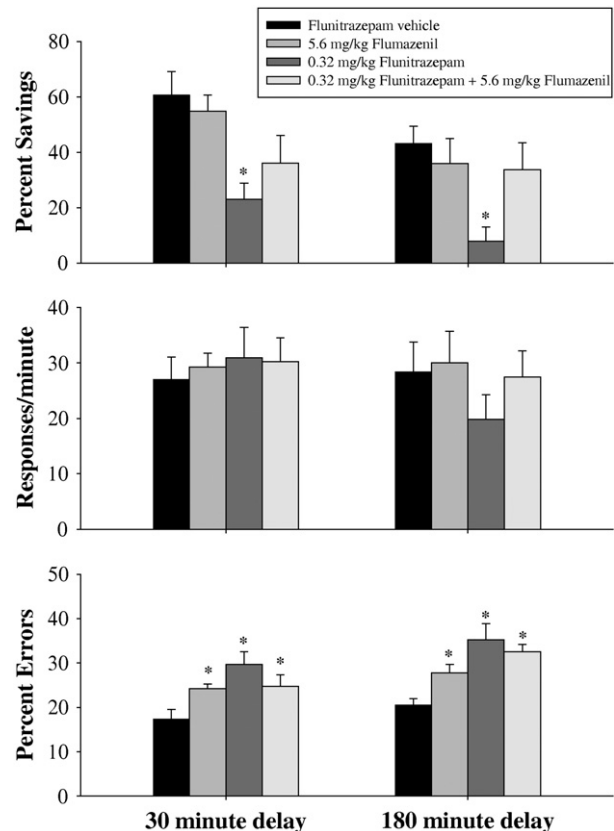 Flunitrazepam vehicle
5.6 mg/kg Flumazenil
0.32 mg/kg Flunitrazepam
0.32 mg/kg Flunitrazepam + 5.6 mg/kg Flumazenil
Percent Savings
80
60
40
20
0
*
*
Responses/minute
40
30
20
10
0
Percent Errors
50
40
30
20
10
0
*
*
*
*
*
*
30 minute delay
180 minute delay